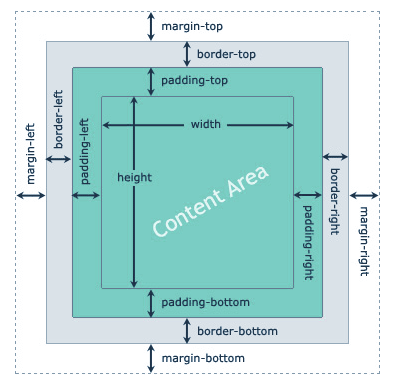 margin-top
border-top
padding-top
width
margin-left
border-left
padding-left
height
Content Area
padding-right
border-right
margin-right
padding-bottom
border-bottom
margin-bottom